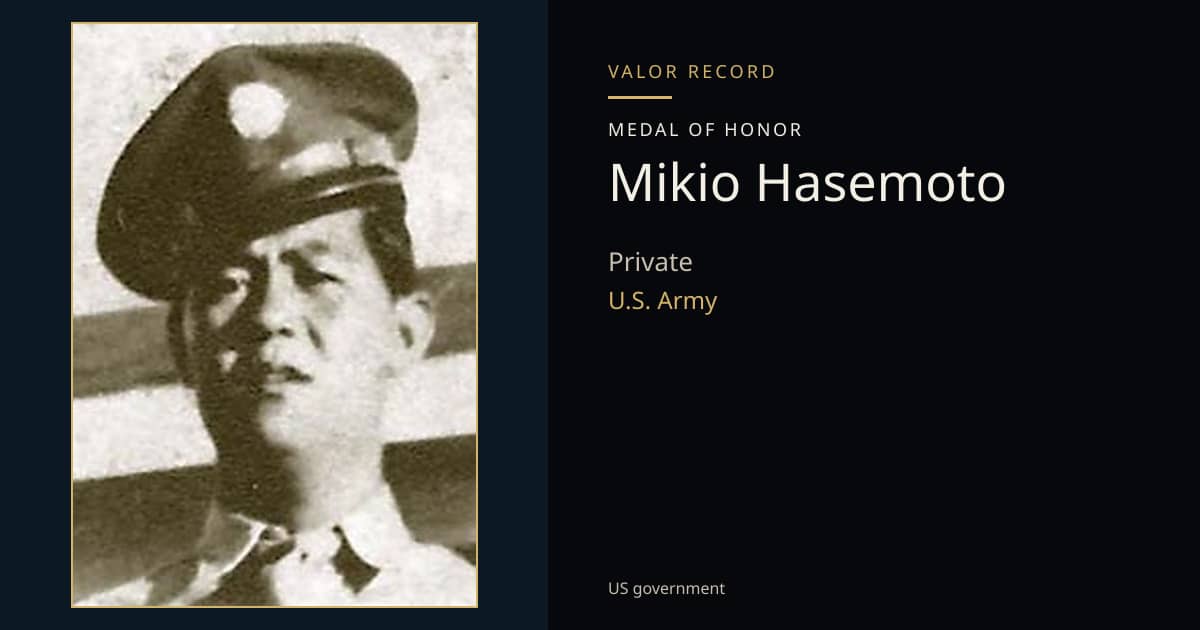 VALOR RECORD
MEDAL OF HONOR
Mikio Hasemoto
Private
U.S. Army
US government